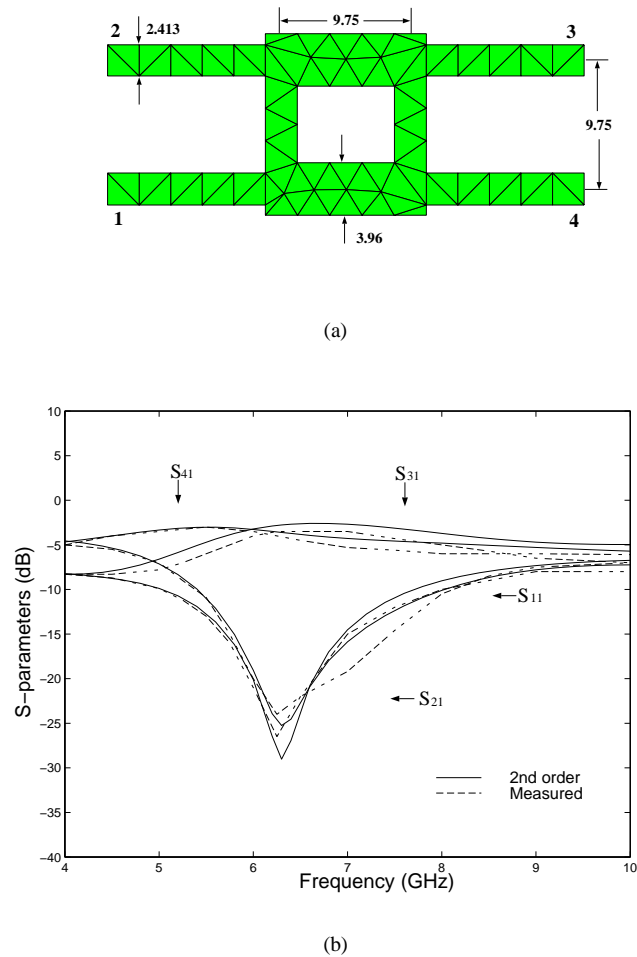 9.75
2 2.413 3
9.75
1 3.96 4
(a)
10
5
0
−5
−10
−15
−20
−25
−30
−35
−40
S−parameters (dB)
S41 S31
S11
S21
2nd order
Measured
4 5 6 7 8 9 10
Frequency (GHz)
(b)